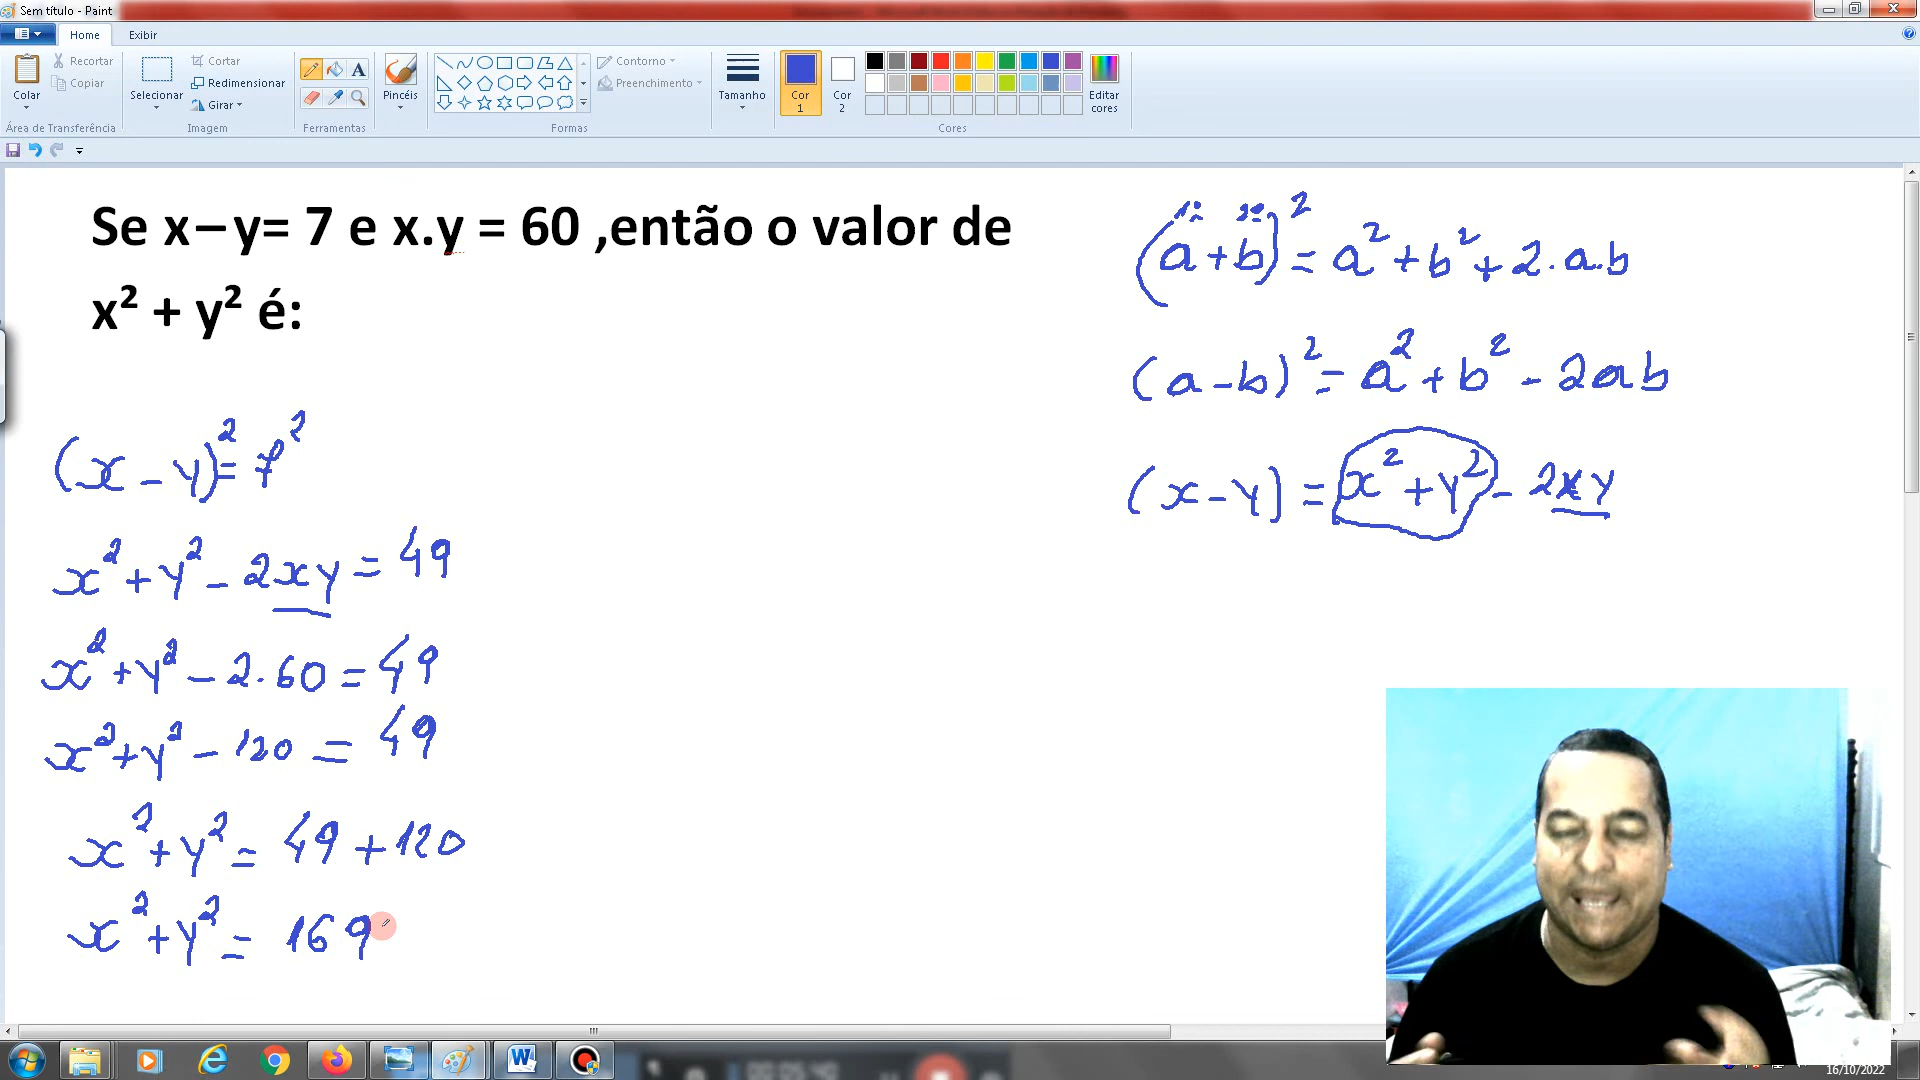 Sem título - Paint
Home Exibir
Colar
Recortar
Copiar
Área de Transferência
Selecionar
Cortar
Redimensionar
Girar
Imagem
A
Ferramentas
Pincéis
Contorno
Preenchimento
Formas
Tamanho
Cor 1
Cor 2
Editar cores
Cores
Se x – y= 7 e x.y = 60 ,então o valor de
x² + y² é:
(x - y)² = 7²
x² + y² - 2xy = 49
x² + y² - 2.60 = 49
x² + y² - 120 = 49
x² + y² = 49 + 120
x² + y² = 169
1º 2º
(a + b)² = a² + b² + 2.a.b
(a - b)² = a² + b² - 2ab
(x - y) = x² + y² - 2xy
16/10/2022